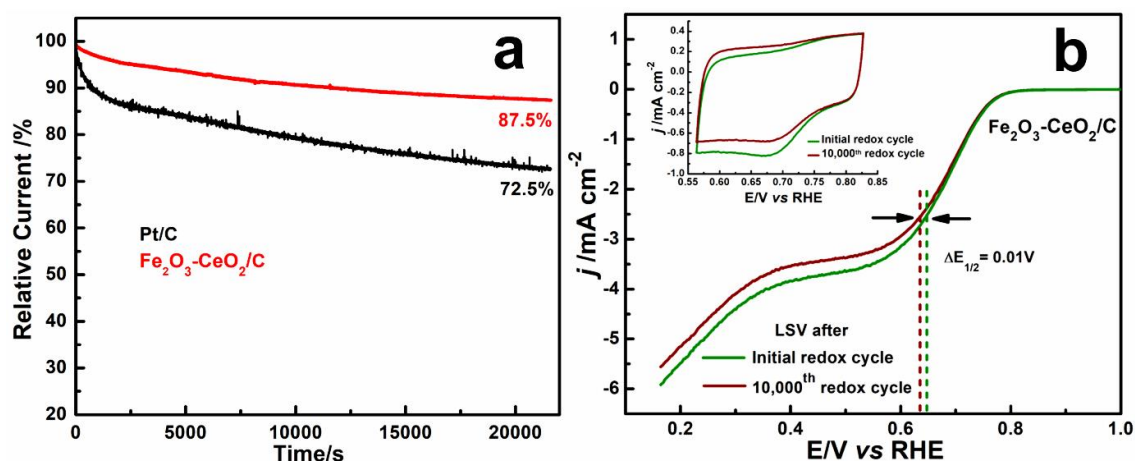 a
100
90
80
70
60
50
40
30
20
Relative Current /%
87.5%
72.5%
Pt/C
Fe₂O₃-CeO₂/C
0
5000
10000
15000
20000
Time/s
b
0.4
0.2
0.0
-0.2
-0.4
-0.6
-0.8
-1.0
j /mA cm⁻²
Initial redox cycle
10,000ᵗʰ redox cycle
0.55
0.60
0.65
0.70
0.75
0.80
0.85
E/V vs RHE
0
-1
-2
-3
-4
-5
-6
j /mA cm⁻²
Fe₂O₃-CeO₂/C
ΔE₁/₂= 0.01V
LSV after
Initial redox cycle
10,000ᵗʰ redox cycle
0.2
0.4
0.6
0.8
1.0
E/V vs RHE